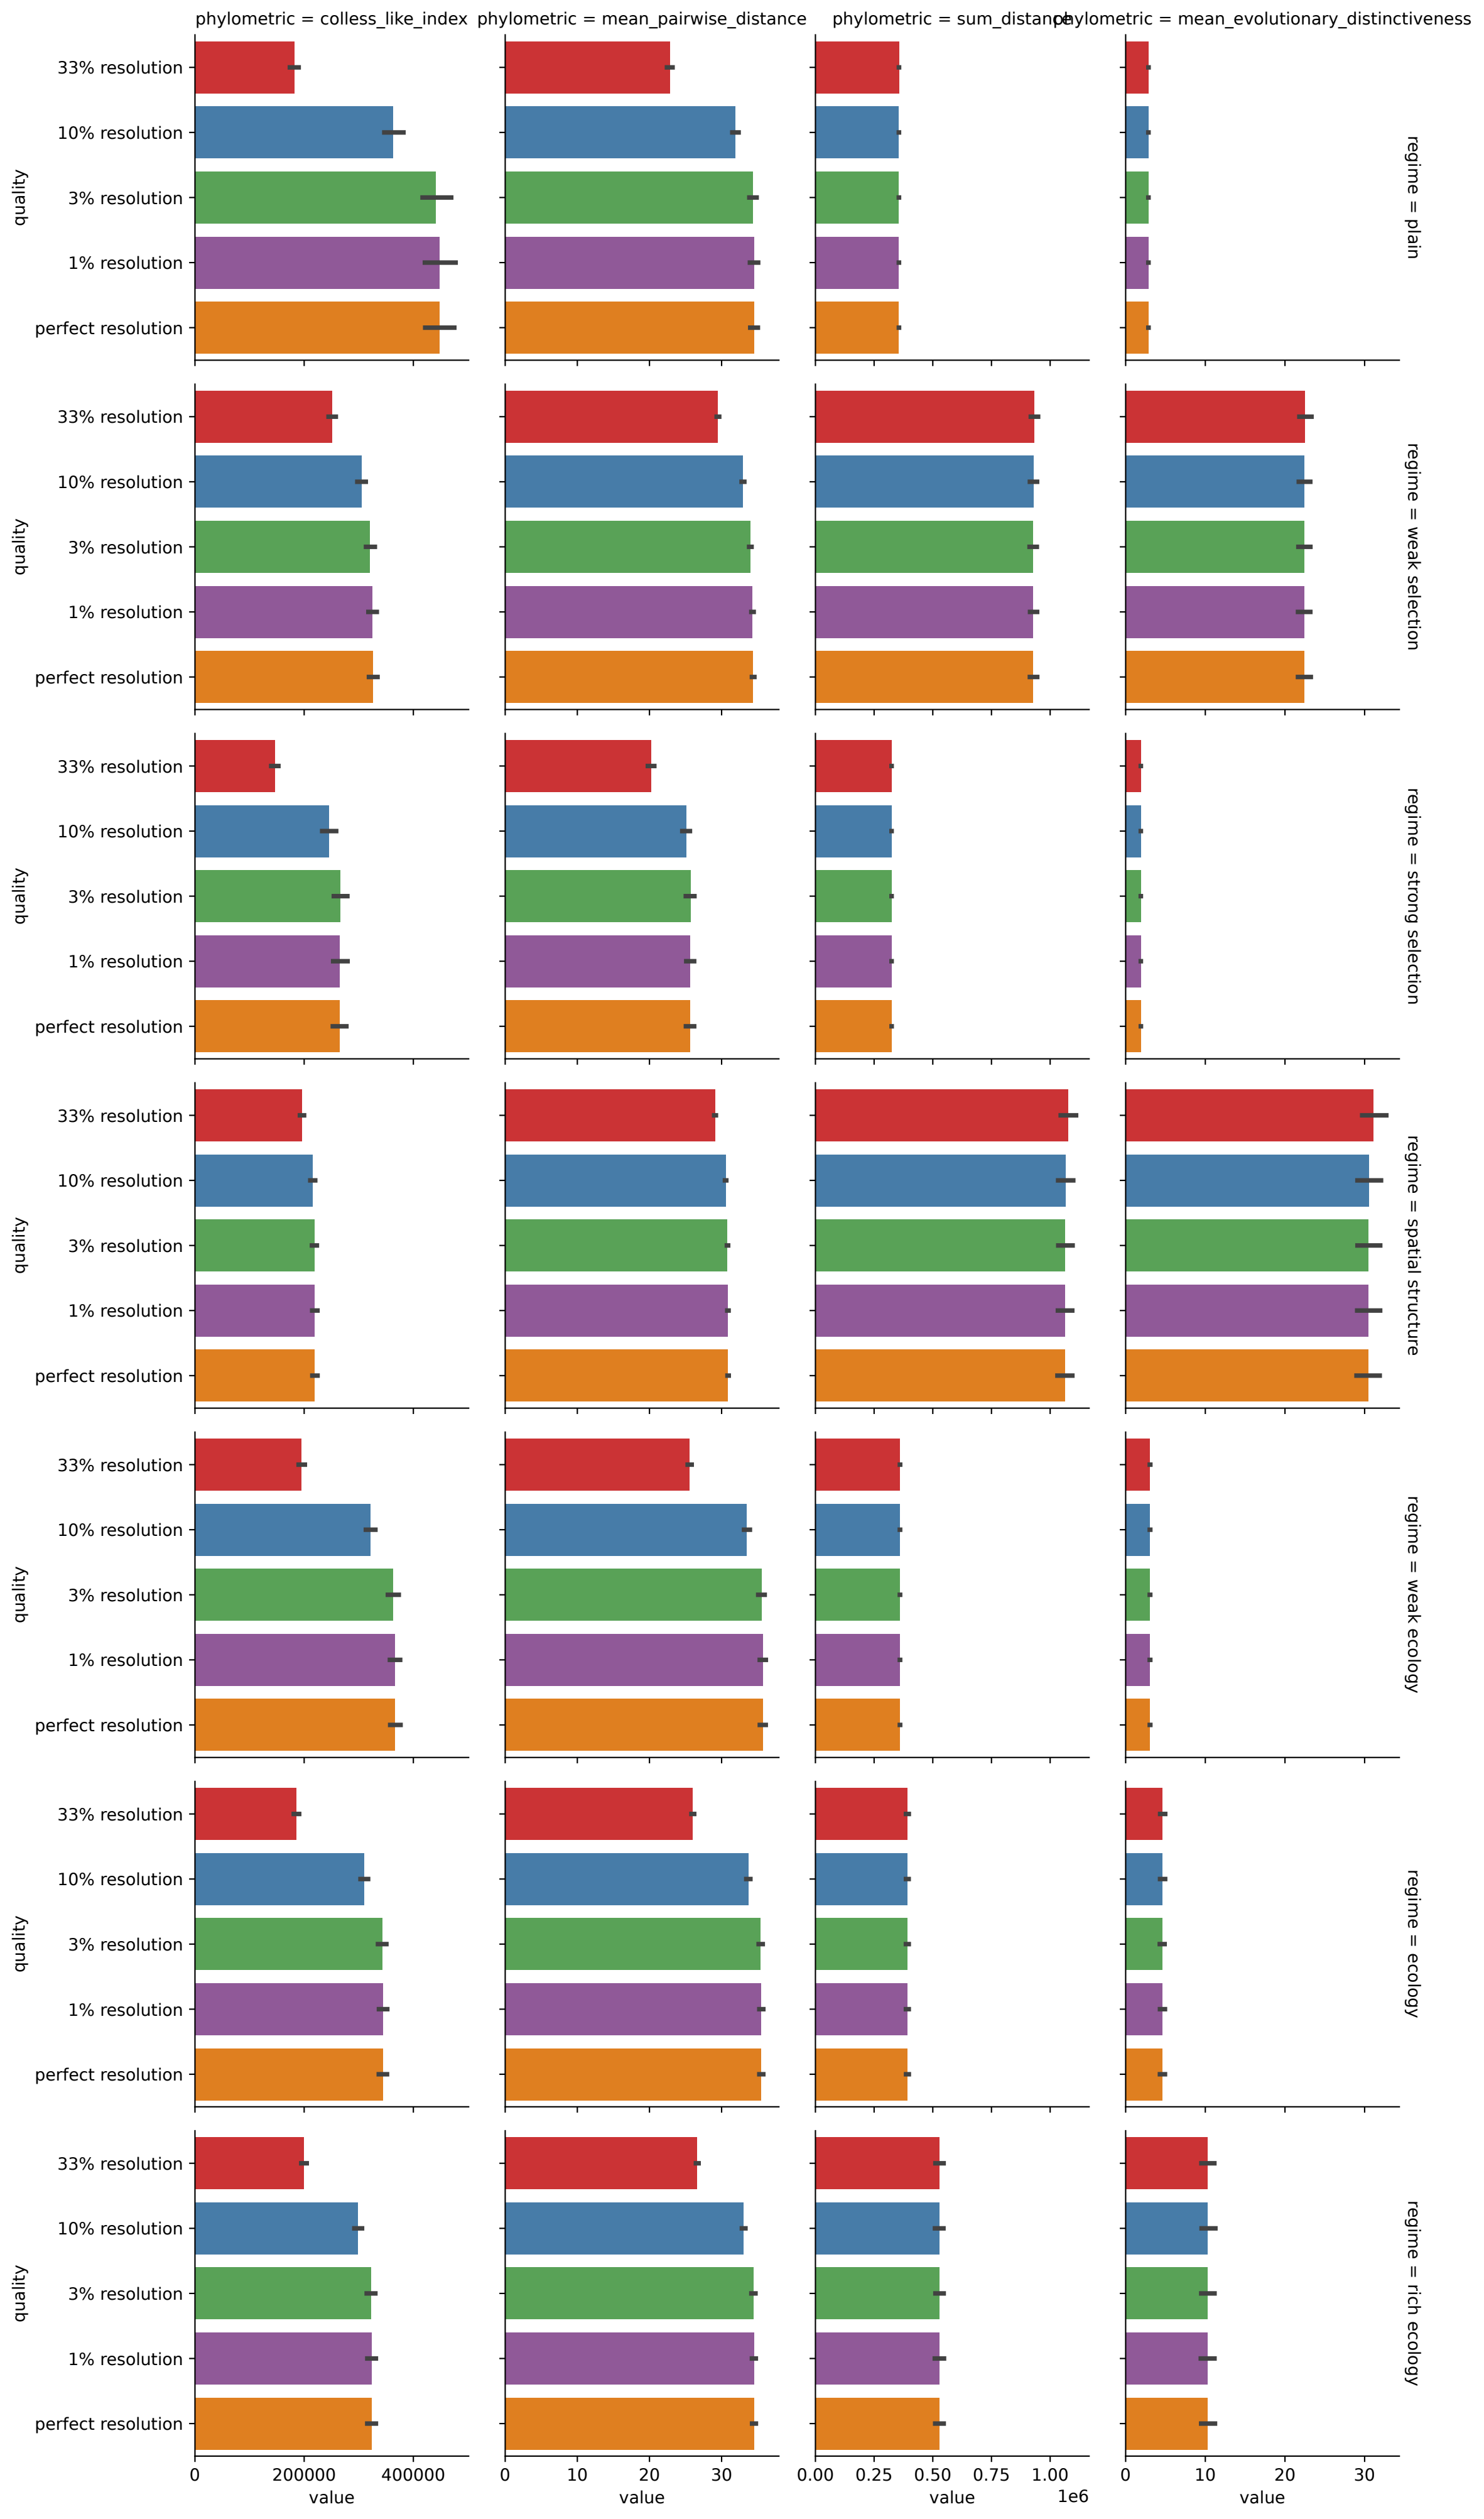 phylometric = colless_like_index
phylometric = mean_pairwise_distance
phylometric = sum_distance
phylometric = mean_evolutionary_distinctiveness
quality
33% resolution
10% resolution
3% resolution
1% resolution
perfect resolution
regime = plain
quality
33% resolution
10% resolution
3% resolution
1% resolution
perfect resolution
regime = weak selection
quality
33% resolution
10% resolution
3% resolution
1% resolution
perfect resolution
regime = strong selection
quality
33% resolution
10% resolution
3% resolution
1% resolution
perfect resolution
regime = spatial structure
quality
33% resolution
10% resolution
3% resolution
1% resolution
perfect resolution
regime = weak ecology
quality
33% resolution
10% resolution
3% resolution
1% resolution
perfect resolution
regime = ecology
quality
33% resolution
10% resolution
3% resolution
1% resolution
perfect resolution
regime = rich ecology
0 200000 400000
value
0 10 20 30
value
0.00 0.25 0.50 0.75 1.00
1e6
value
0 10 20 30
value